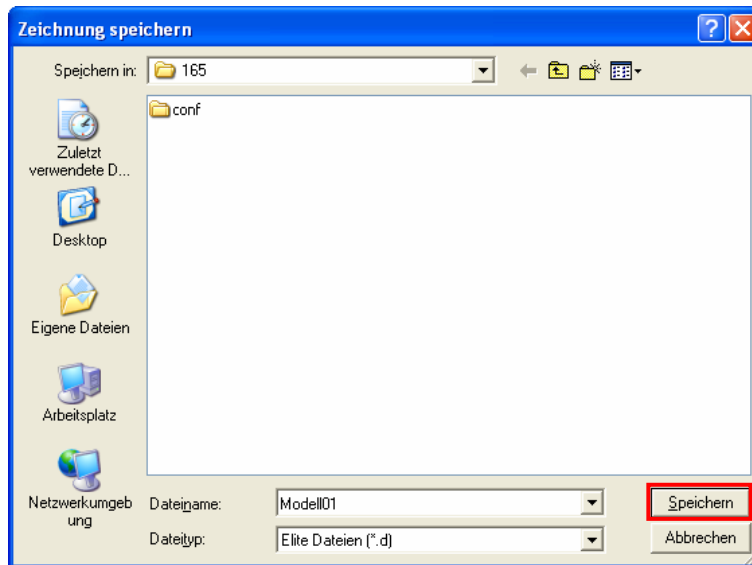 Zeichnung speichern
Speichern in:
165
conf
Zuletzt
verwendete D...
Desktop
Eigene Dateien
Arbeitsplatz
Netzwerkumgeb
ung
Dateiname:
Modell01
Speichern
Dateityp:
Elite Dateien (*.d)
Abbrechen